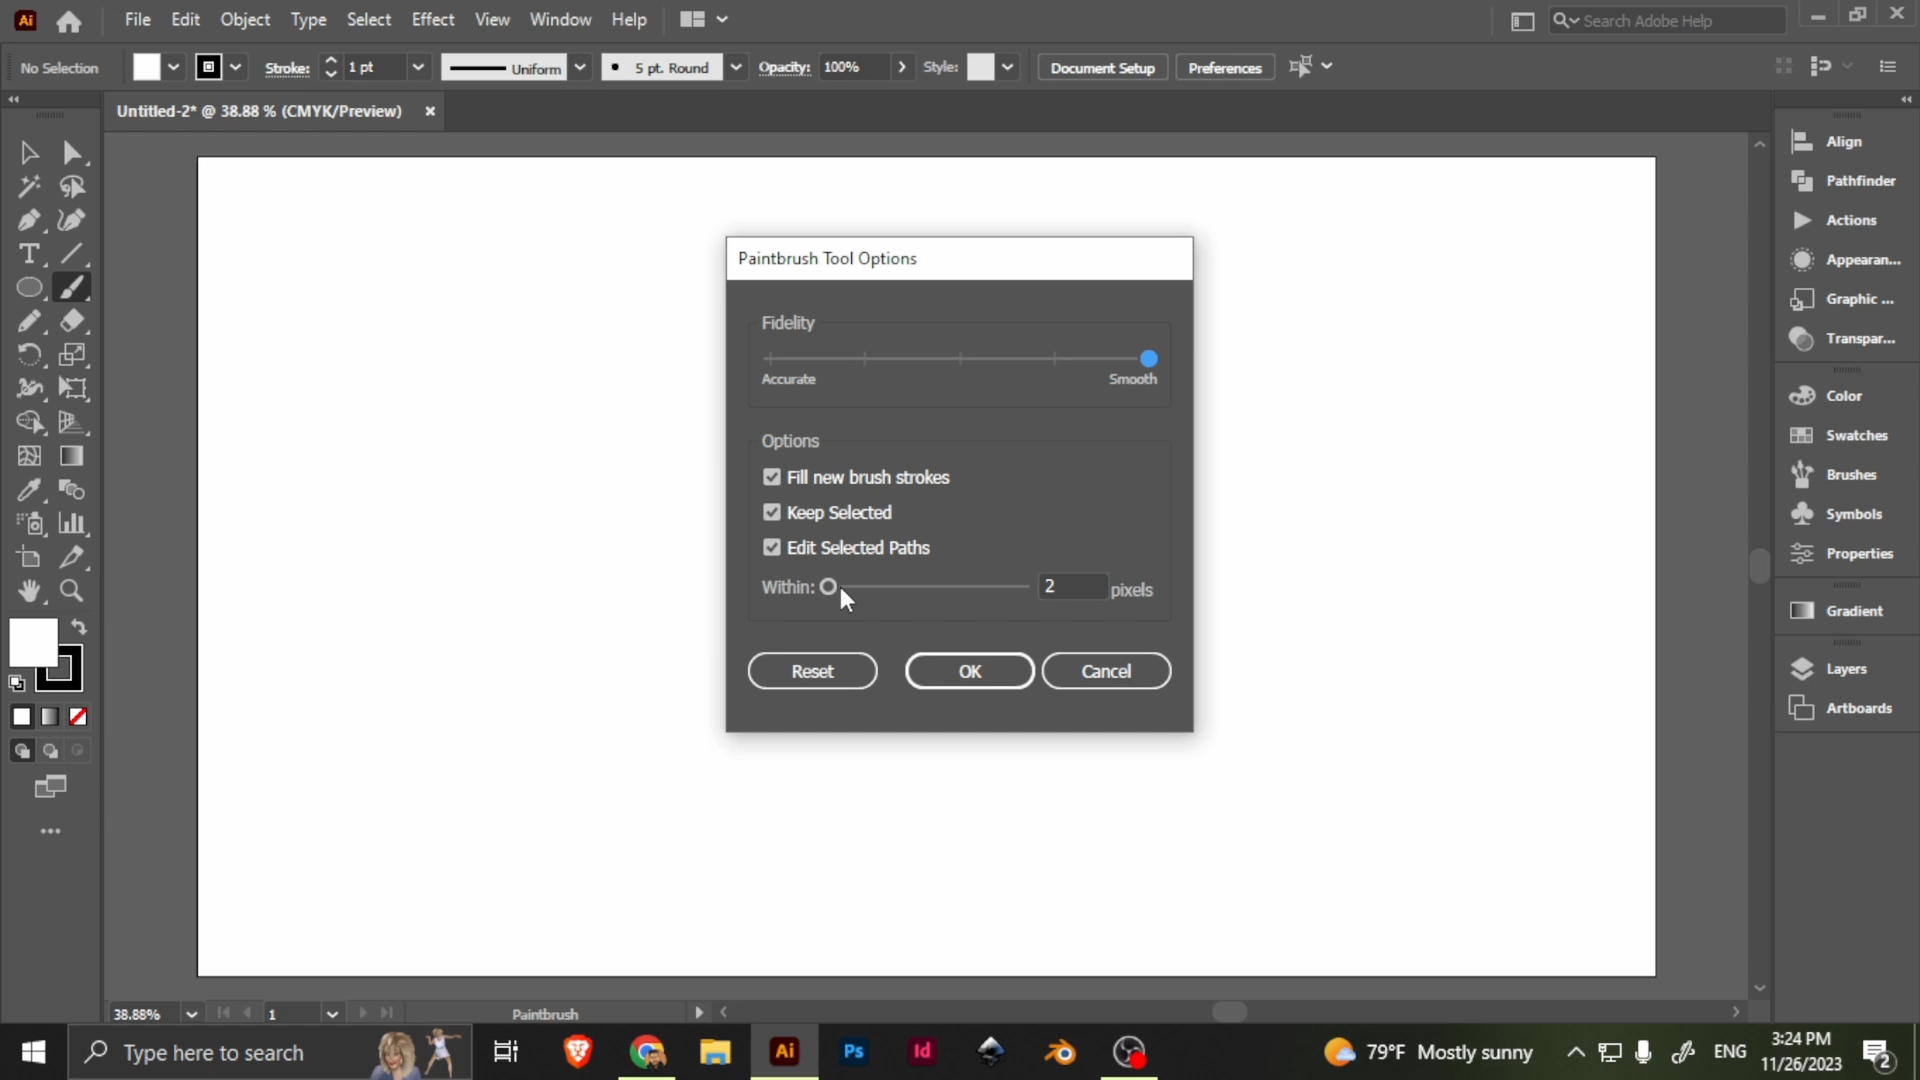 Ai File Edit Object Type Select Effect View Window Help Search Adobe Help
No Selection Stroke: 1 pt Uniform 5 pt. Round Opacity: 100% Style: Document Setup Preferences
Untitled-2* @ 38.88 % (CMYK/Preview)
Align
Pathfinder
Actions
Appearan...
Graphic ...
Transpar...
Color
Swatches
Brushes
Symbols
Properties
Gradient
Layers
Artboards
Paintbrush Tool Options
Fidelity
Accurate Smooth
Options
Fill new brush strokes
Keep Selected
Edit Selected Paths
Within: 2 pixels
Reset OK Cancel
38.88% 1 Paintbrush
Type here to search Ai Ps Id 79°F Mostly sunny ENG 3:24 PM
11/26/2023 2